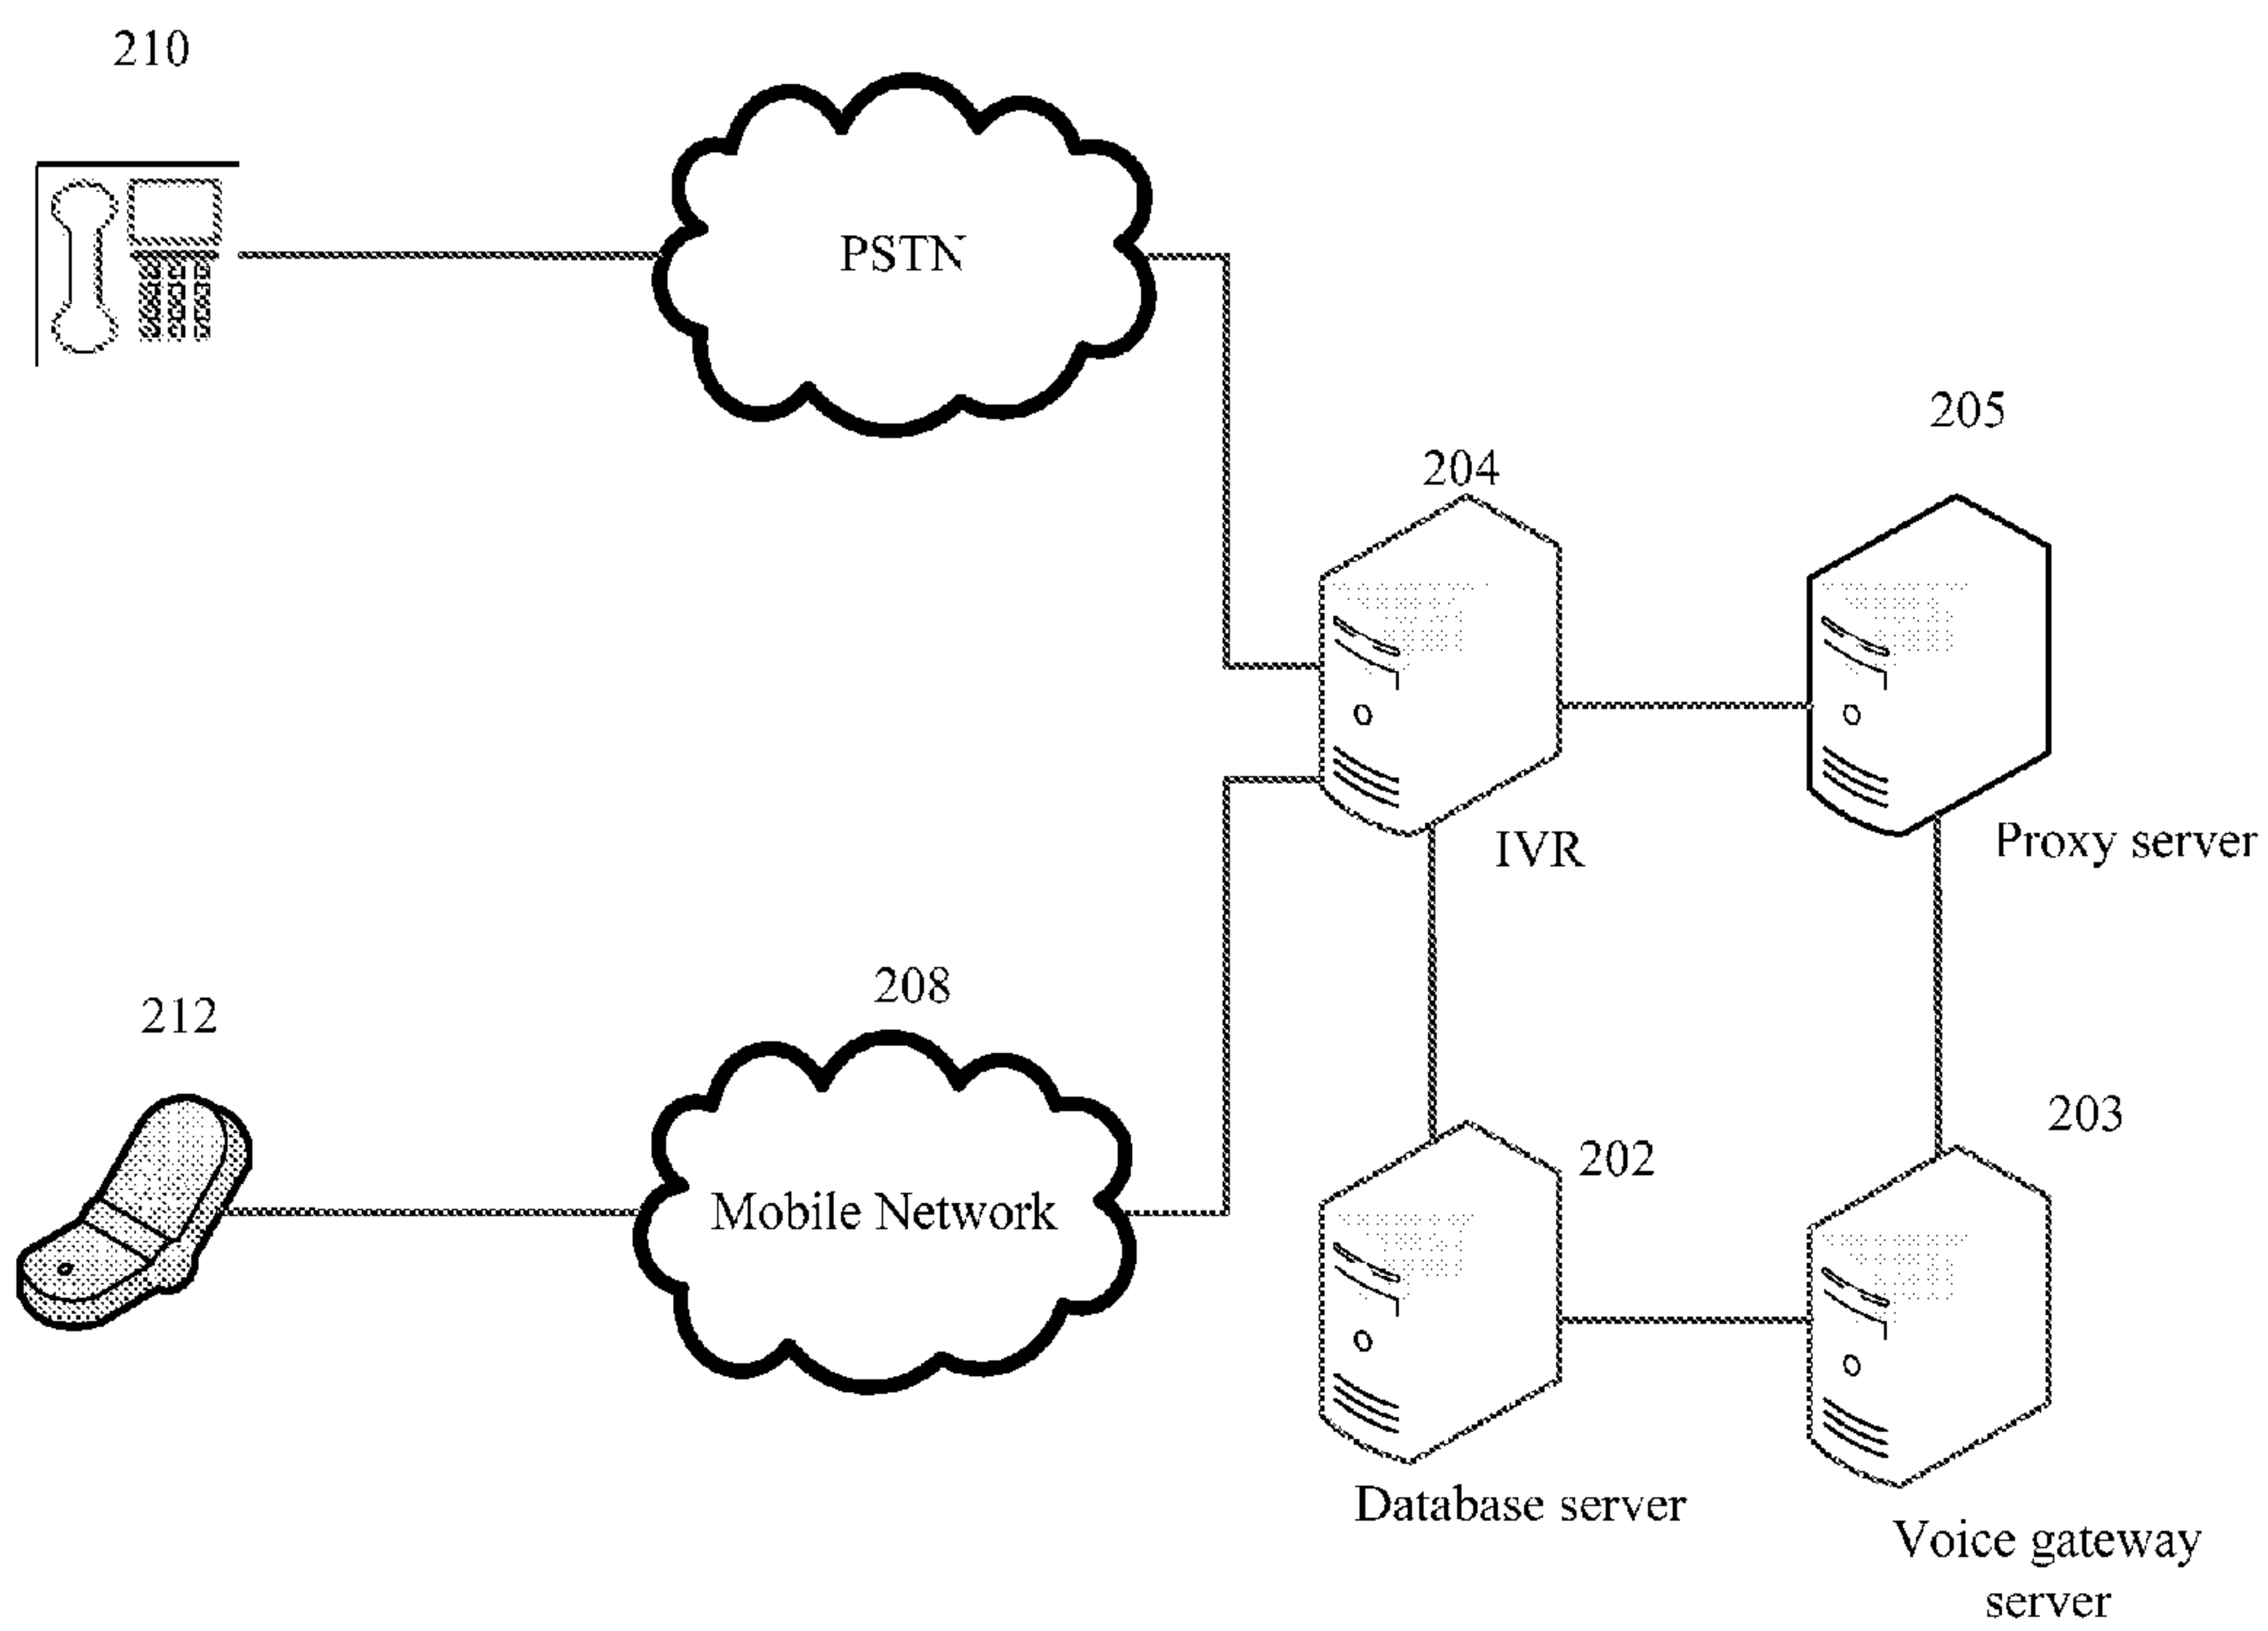 210
PSTN
205
204
IVR
Proxy server
208
212
Mobile Network
203
202
Database server
Voice gateway
server